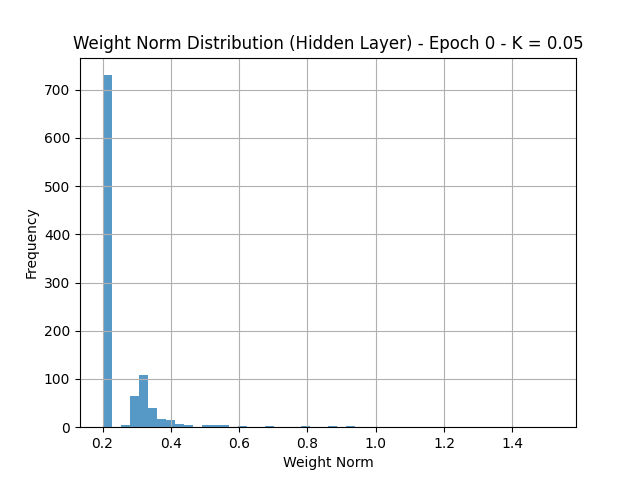 Weight Norm Distribution (Hidden Layer) - Epoch 0 - K = 0.05
700
600
500
400
300
200
100
0
Frequency
0.2 0.4 0.6 0.8 1.0 1.2 1.4
Weight Norm